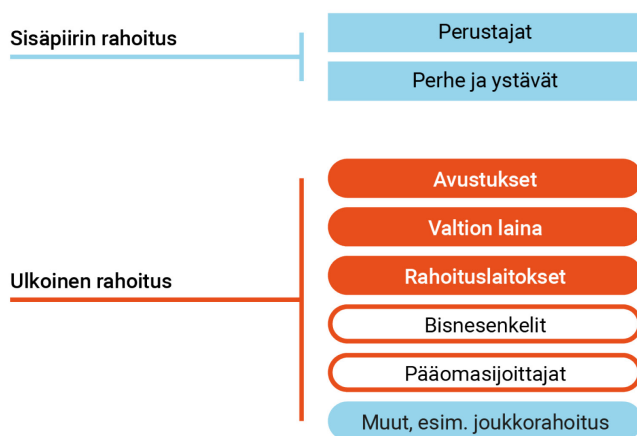 Sisäpiirin rahoitus
Perustajat
Perhe ja ystävät
Ulkoinen rahoitus
Avustukset
Valtion laina
Rahoituslaitokset
Bisnesenkelit
Pääomasijoittajat
Muut, esim. joukkorahoitus